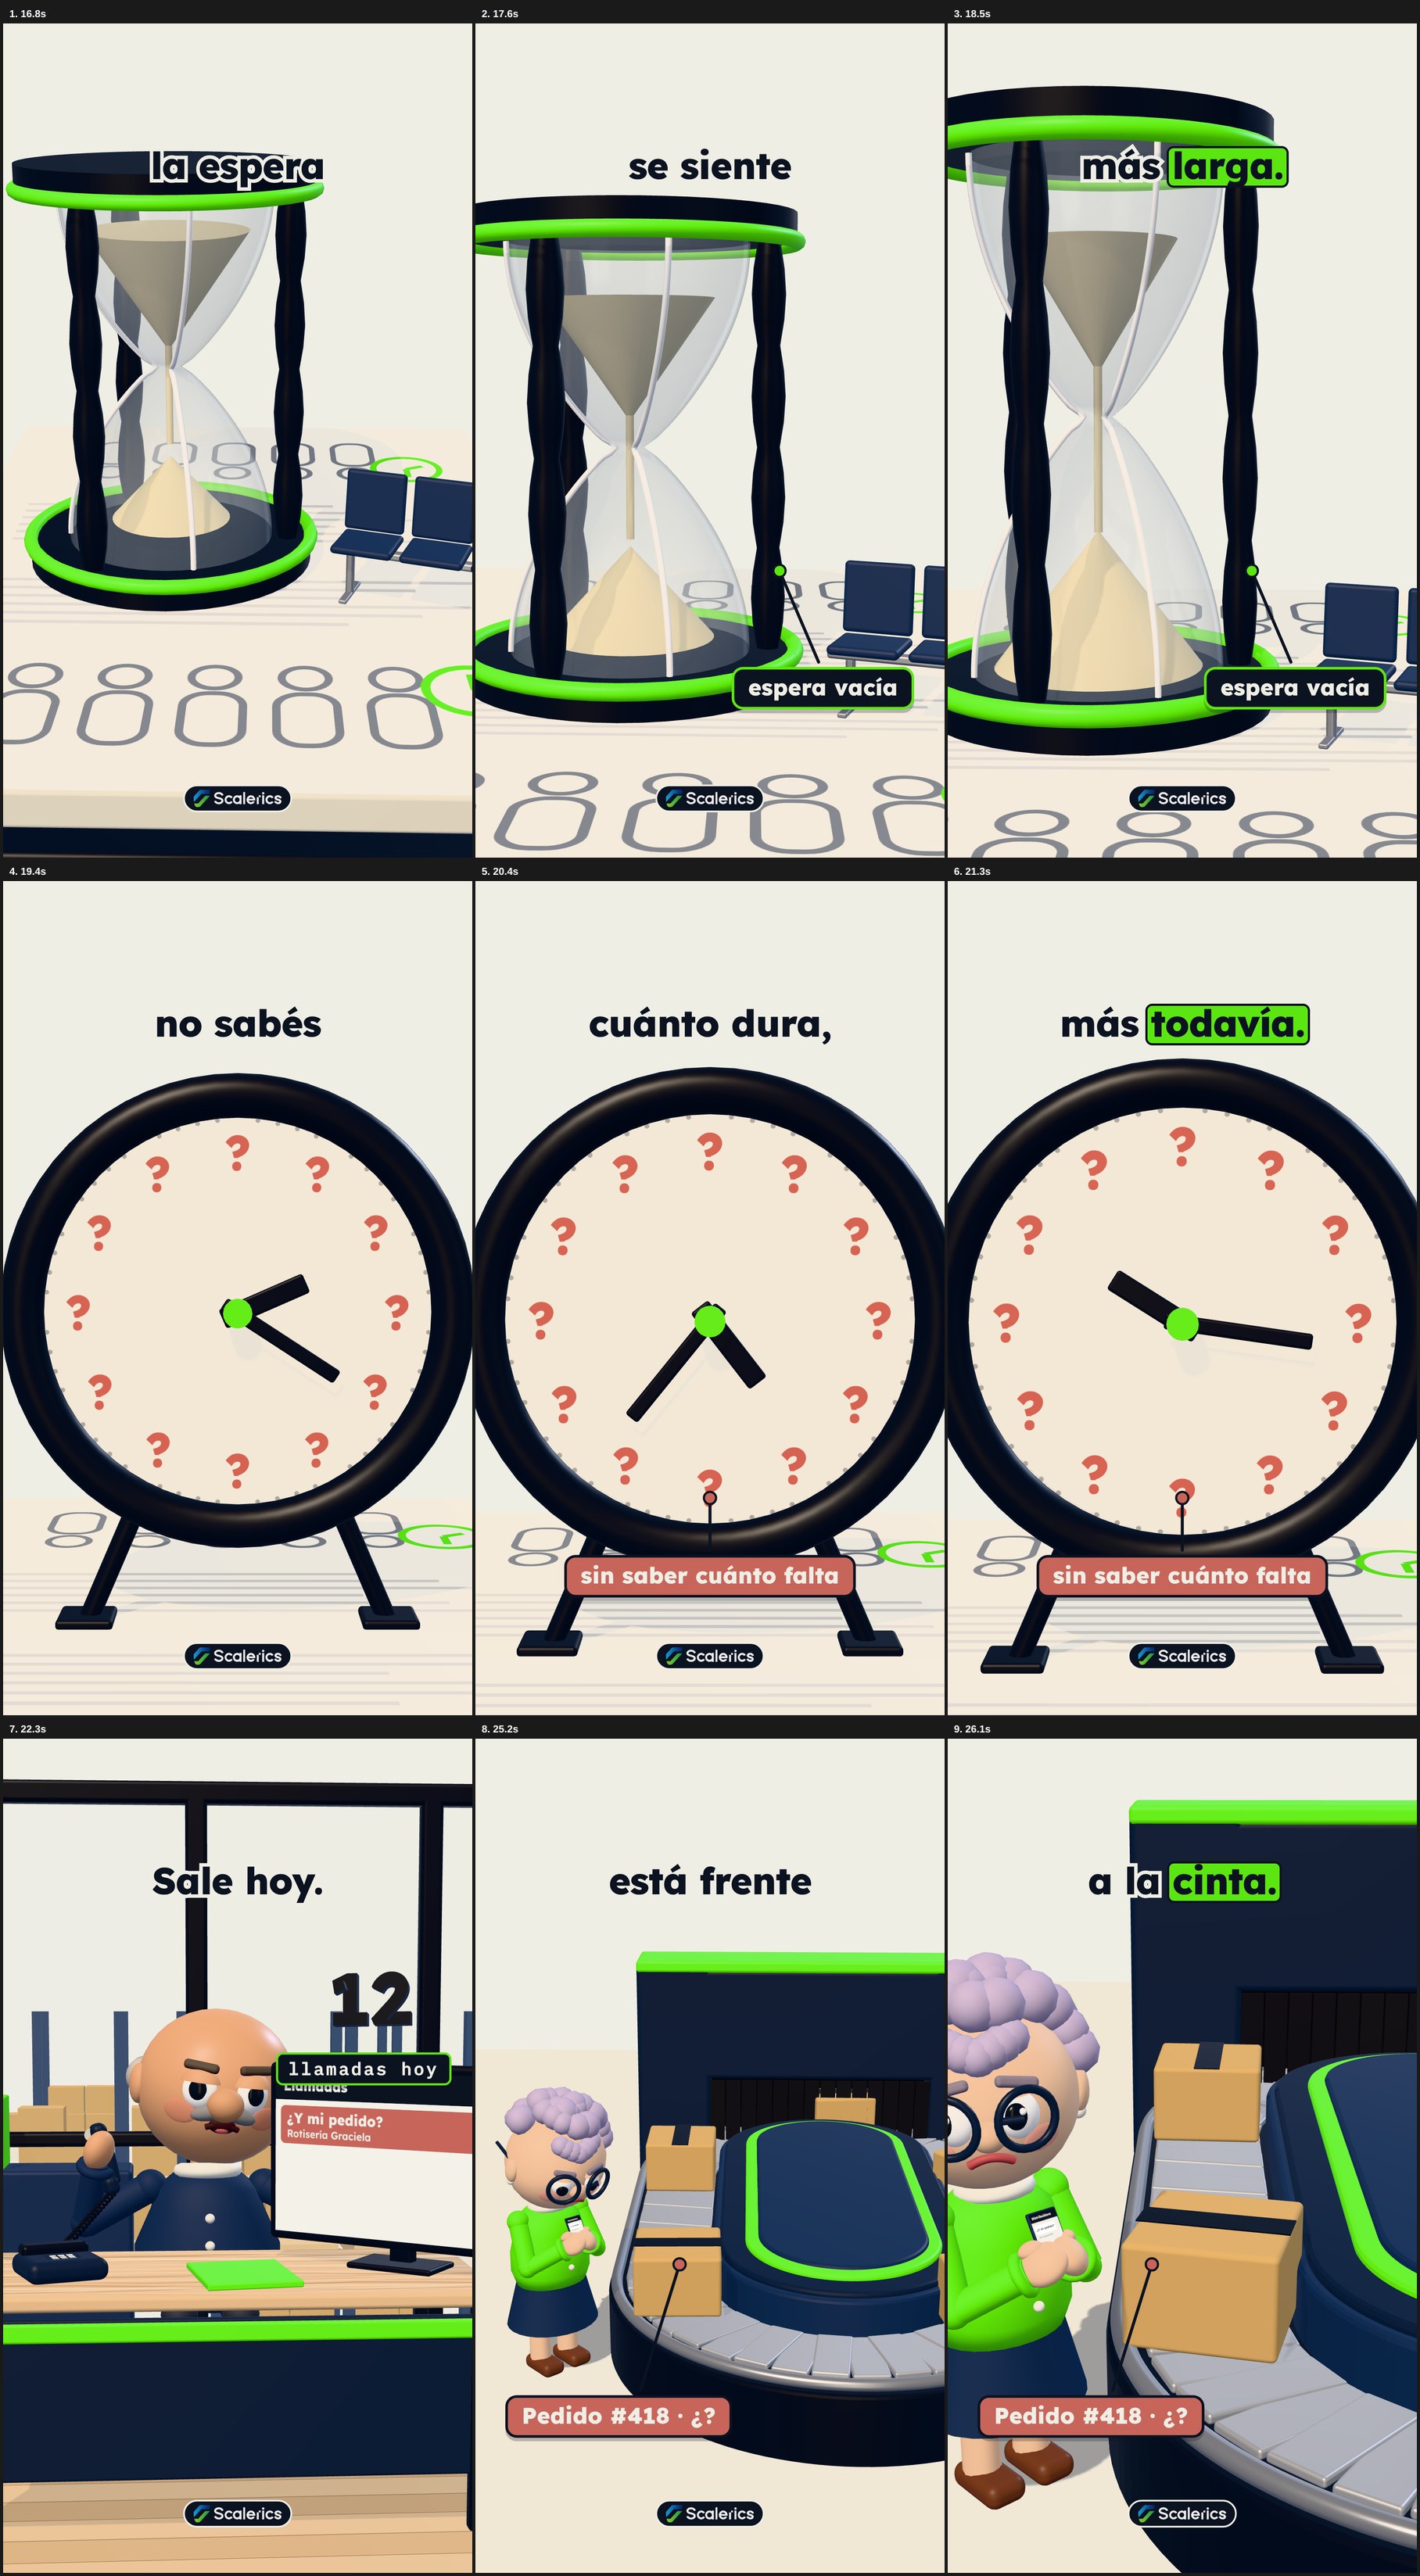 1. 16.8s
la espera
Scalerics
2. 17.6s
se siente
espera vacía
Scalerics
3. 18.5s
más larga.
espera vacía
Scalerics
4. 19.4s
no sabés
? ? ? ? ? ? ? ? ? ? ? ?
Scalerics
5. 20.4s
cuánto dura,
? ? ? ? ? ? ? ? ? ? ? ?
sin saber cuánto falta
Scalerics
6. 21.3s
más todavía.
? ? ? ? ? ? ? ? ? ? ? ?
sin saber cuánto falta
Scalerics
7. 22.3s
Sale hoy.
12
llamadas hoy
Llamadas
¿Y mi pedido?
Rotisería Graciela
Scalerics
8. 25.2s
está frente
Pedido #418 · ¿?
Scalerics
9. 26.1s
a la cinta.
Pedido #418 · ¿?
Scalerics